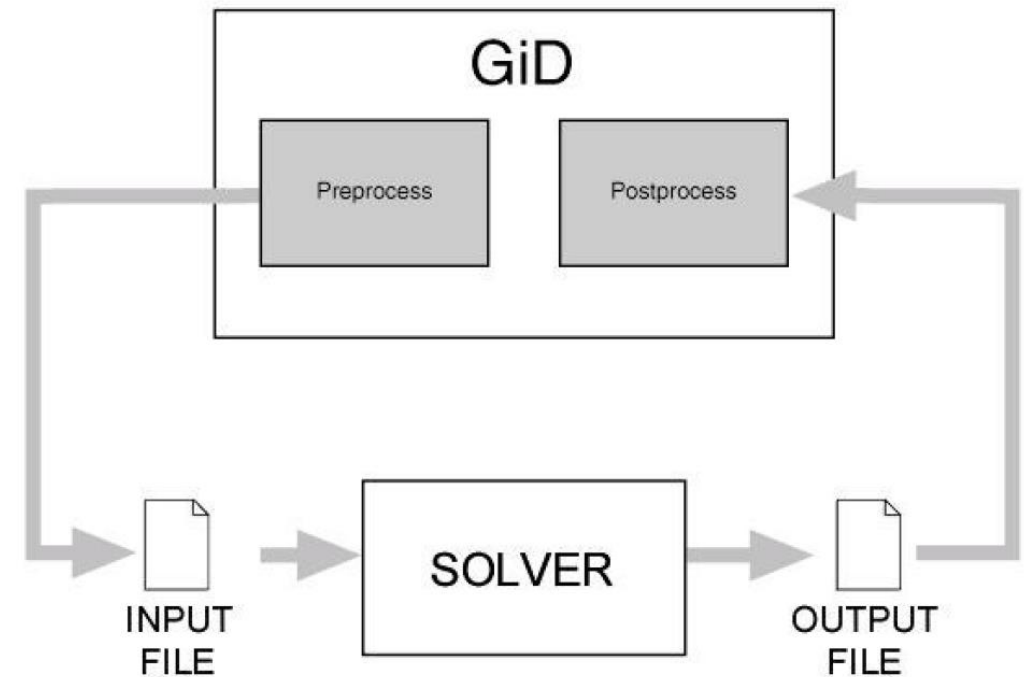 GiD
Preprocess
Postprocess
SOLVER
INPUT
FILE
OUTPUT
FILE